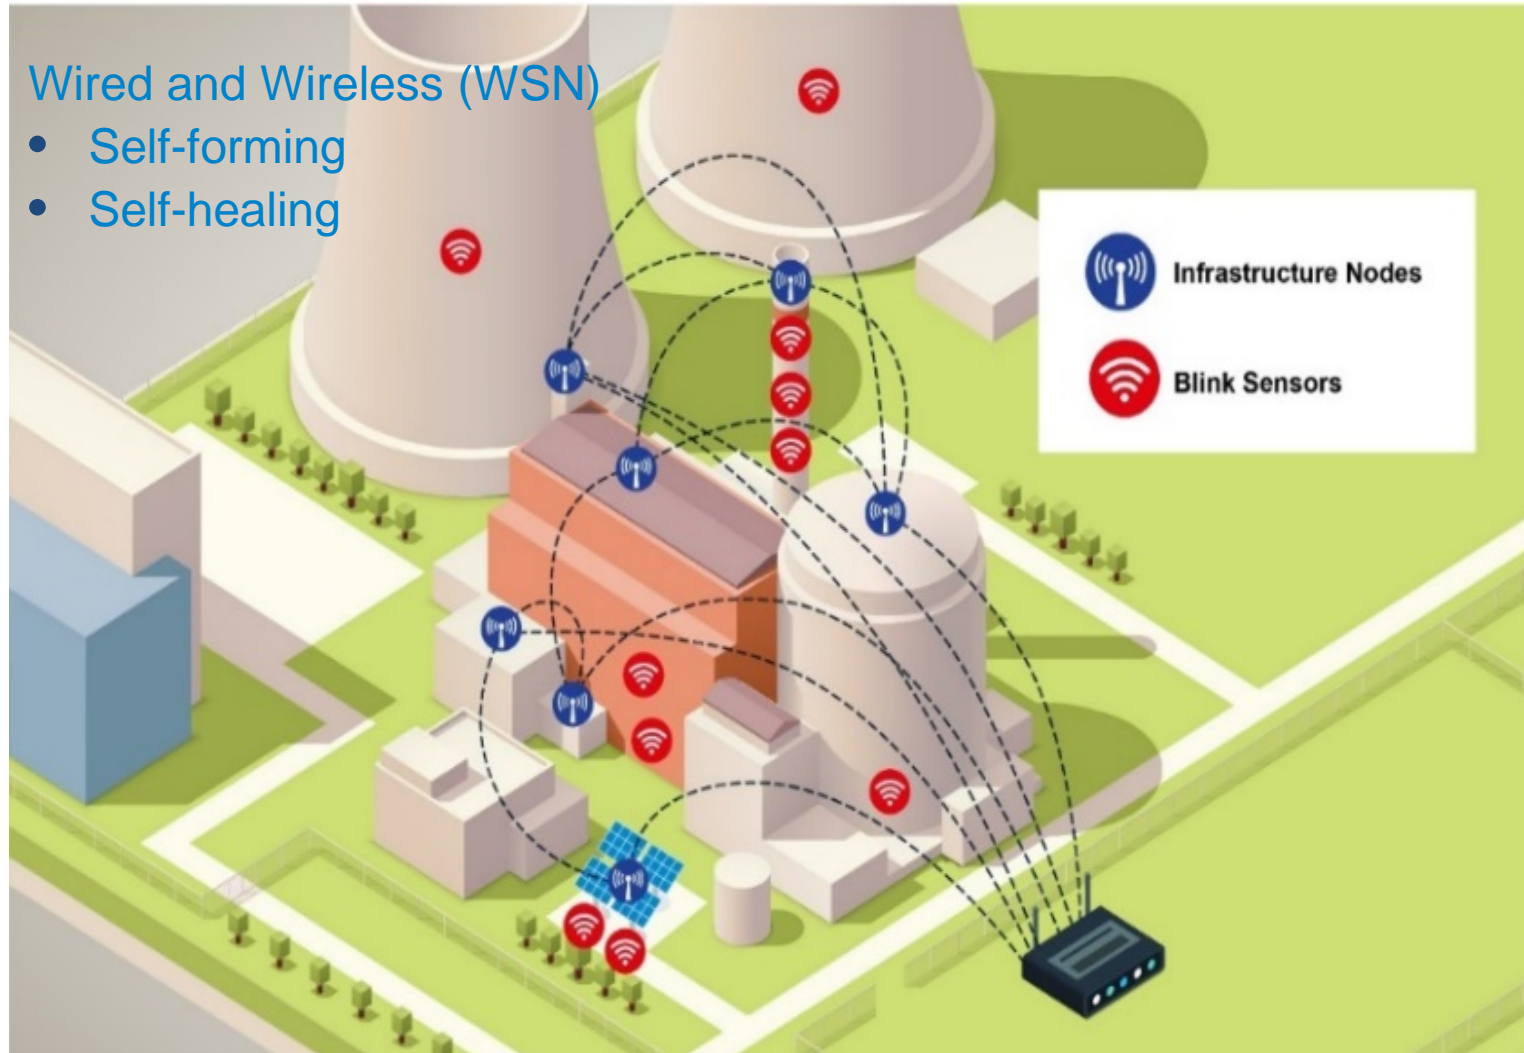 Wired and Wireless (WSN)
• Self-forming
• Self-healing
Infrastructure Nodes
Blink Sensors